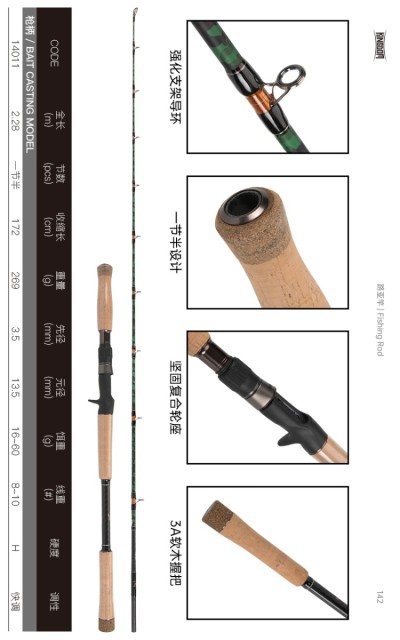 KINGDOM
路亚竿 | Fishing Rod
142
强化支架导环
一节半设计
坚固复合轮座
3A软木握把
CODE 全长 (m) 节数 (pcs) 收缩长 (cm) 重量 (g) 先径 (mm) 元径 (mm) 饵重 (g) 线重 (#) 硬度 调性
枪柄 / BAIT CASTING MODEL
14011 2.28 一节半 172 269 3.5 13.5 16-60 8-10 H 快调